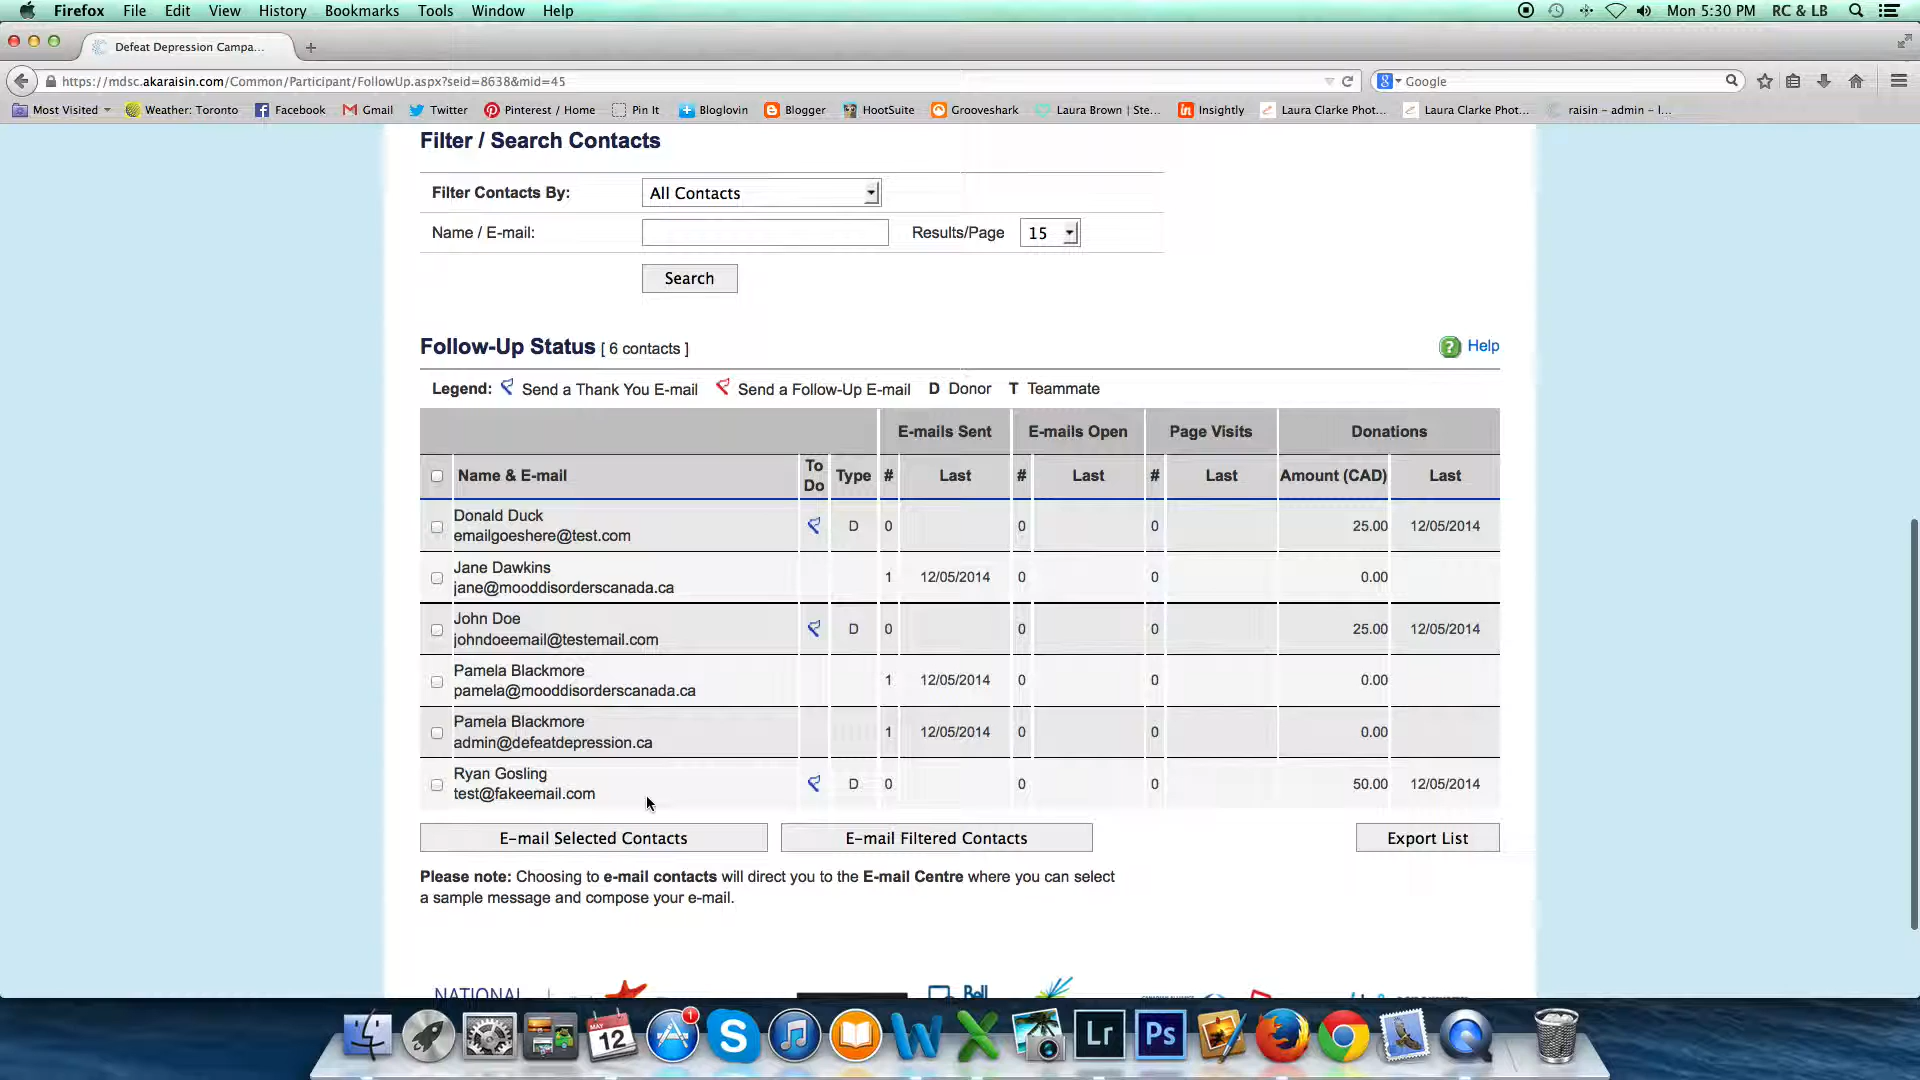 Firefox File Edit View History Bookmarks Tools Window Help Mon 5:30 PM RC & LB
Defeat Depression Campa...
https://mdsc.akaraisin.com/Common/Participant/FollowUp.aspx?seid=8638&mid=45 Google
Most Visited Weather: Toronto Facebook Gmail Twitter Pinterest / Home Pin It Bloglovin Blogger HootSuite Grooveshark Laura Brown | Ste... Insightly Laura Clarke Phot... Laura Clarke Phot... raisin – admin – l...
Filter / Search Contacts
Filter Contacts By: All Contacts
Name / E-mail: Results/Page 15
Search
Follow-Up Status [ 6 contacts ] ? Help
Legend: Send a Thank You E-mail Send a Follow-Up E-mail D Donor T Teammate
E-mails Sent E-mails Open Page Visits Donations
Name & E-mail To Do Type # Last # Last # Last Amount (CAD) Last
Donald Duck
emailgoeshere@test.com D 0 0 0 25.00 12/05/2014
Jane Dawkins
jane@mooddisorderscanada.ca 1 12/05/2014 0 0 0.00
John Doe
johndoeemail@testemail.com D 0 0 0 25.00 12/05/2014
Pamela Blackmore
pamela@mooddisorderscanada.ca 1 12/05/2014 0 0 0.00
Pamela Blackmore
admin@defeatdepression.ca 1 12/05/2014 0 0 0.00
Ryan Gosling
test@fakeemail.com D 0 0 0 50.00 12/05/2014
E-mail Selected Contacts E-mail Filtered Contacts Export List
Please note: Choosing to e-mail contacts will direct you to the E-mail Centre where you can select
a sample message and compose your e-mail.
NATIONAL Bell
MAY 12 1 Lr Ps